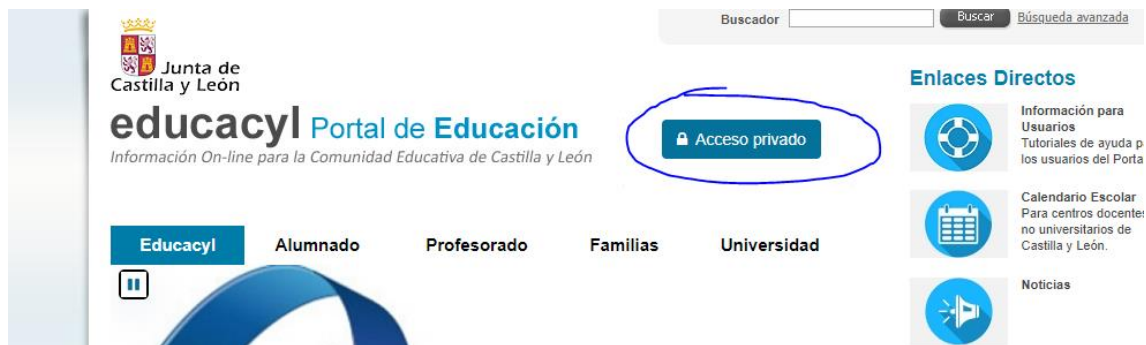 Buscador
Buscar
Búsqueda avanzada
Junta de
Castilla y León
educacyl Portal de Educación
Información On-line para la Comunidad Educativa de Castilla y León
Acceso privado
Educacyl
Alumnado
Profesorado
Familias
Universidad
Enlaces Directos
Información para
Usuarios
Tutoriales de ayuda p
los usuarios del Porta
Calendario Escolar
Para centros docentes
no universitarios de
Castilla y León.
Noticias